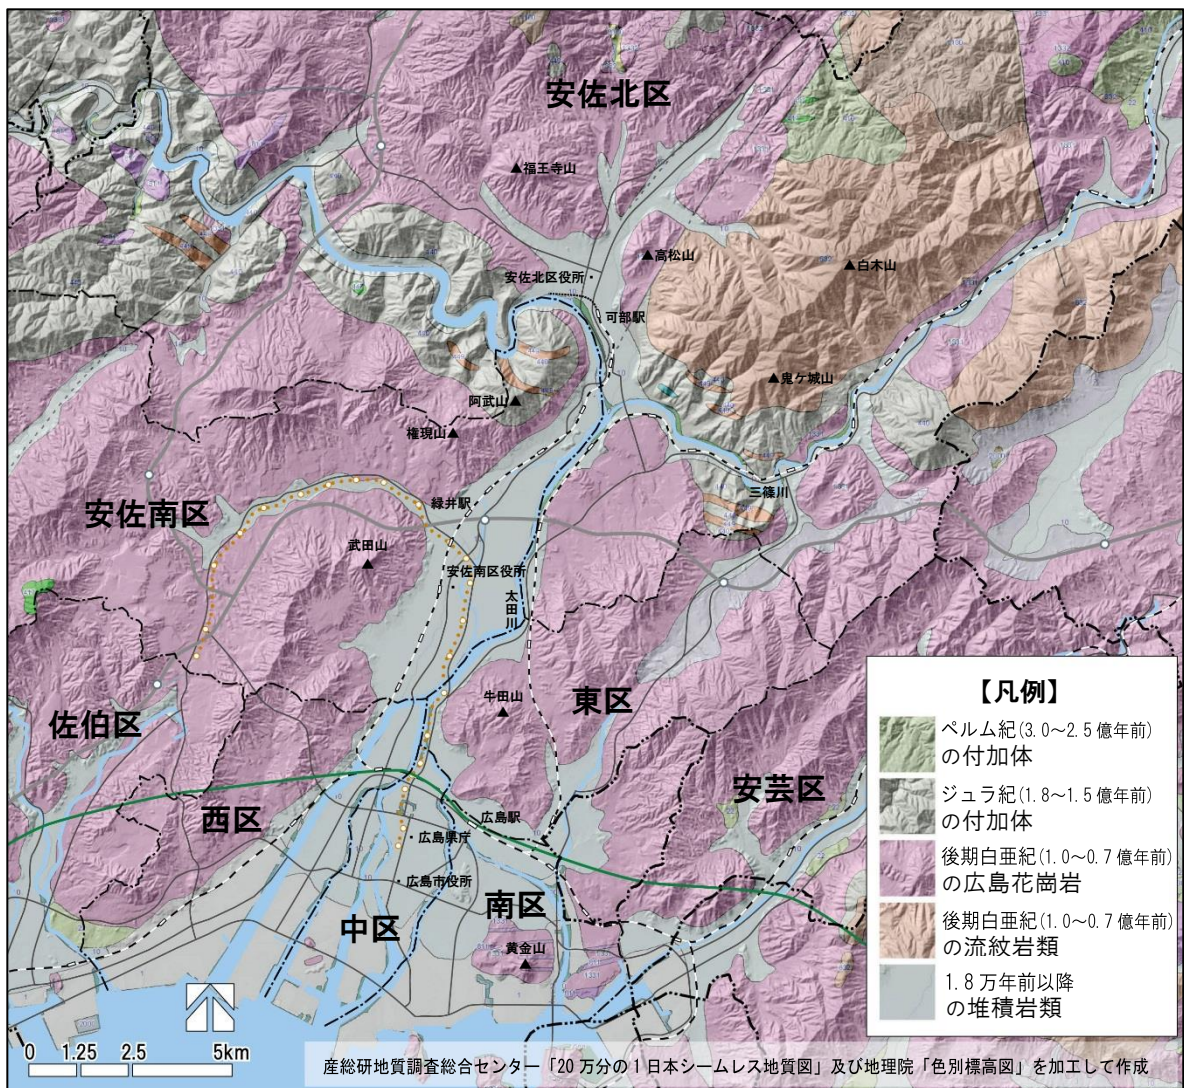 安佐北区
▲福王寺山
▲高松山
▲白木山
安佐北区役所
可部駅
▲鬼ケ城山
阿武山▲
権現山▲
三篠川
緑井駅
安佐南区
武田山
▲
安佐南区役所
太田川
牛田山
▲
東区
佐伯区
安芸区
西区
広島駅
広島県庁
広島市役所
南区
中区
黄金山
▲
【凡例】
ペルム紀(3.0~2.5億年前)
の付加体
ジュラ紀(1.8~1.5億年前)
の付加体
後期白亜紀(1.0~0.7億年前)
の広島花崗岩
後期白亜紀(1.0~0.7億年前)
の流紋岩類
1.8万年前以降
の堆積岩類
0 1.25 2.5 5km
産総研地質調査総合センター「20万分の1日本シームレス地質図」及び地理院「色別標高図」を加工して作成